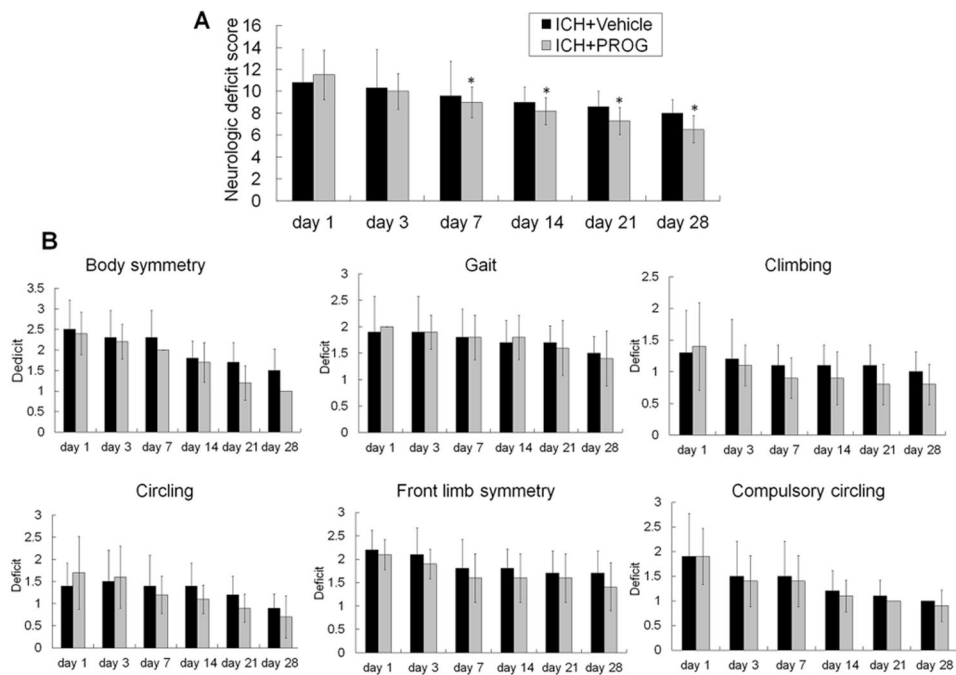 A
ICH+Vehicle
ICH+PROG
Neurologic deficit score
16
14
12
10
8
6
4
2
0
* * * *
day 1 day 3 day 7 day 14 day 21 day 28
B
Body symmetry
Dedicit
3.5
3
2.5
2
1.5
1
0.5
0
day 1 day 3 day 7 day 14 day 21 day 28
Gait
Deficit
3
2.5
2
1.5
1
0.5
0
day 1 day 3 day 7 day 14 day 21 day 28
Climbing
Deficit
2.5
2
1.5
1
0.5
0
day 1 day 3 day 7 day 14 day 21 day 28
Circling
Deficit
3
2.5
2
1.5
1
0.5
0
day 1 day 3 day 7 day 14 day 21 day 28
Front limb symmetry
Deficit
3
2.5
2
1.5
1
0.5
0
day 1 day 3 day 7 day 14 day 21 day 28
Compulsory circling
Deficit
3
2.5
2
1.5
1
0.5
0
day 1 day 3 day 7 day 14 day 21 day 28